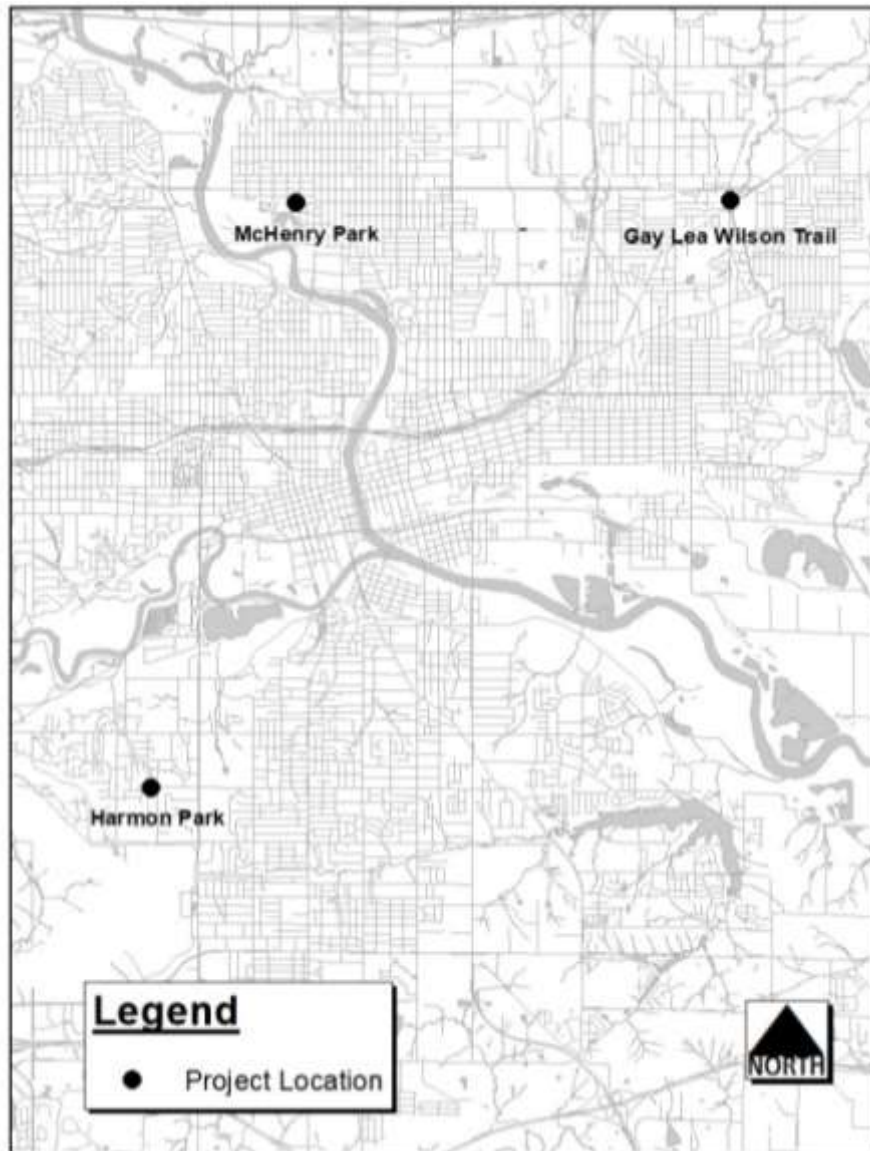 McHenry Park
Gay Lea Wilson Trail
Harmon Park
Legend
Project Location
NORTH